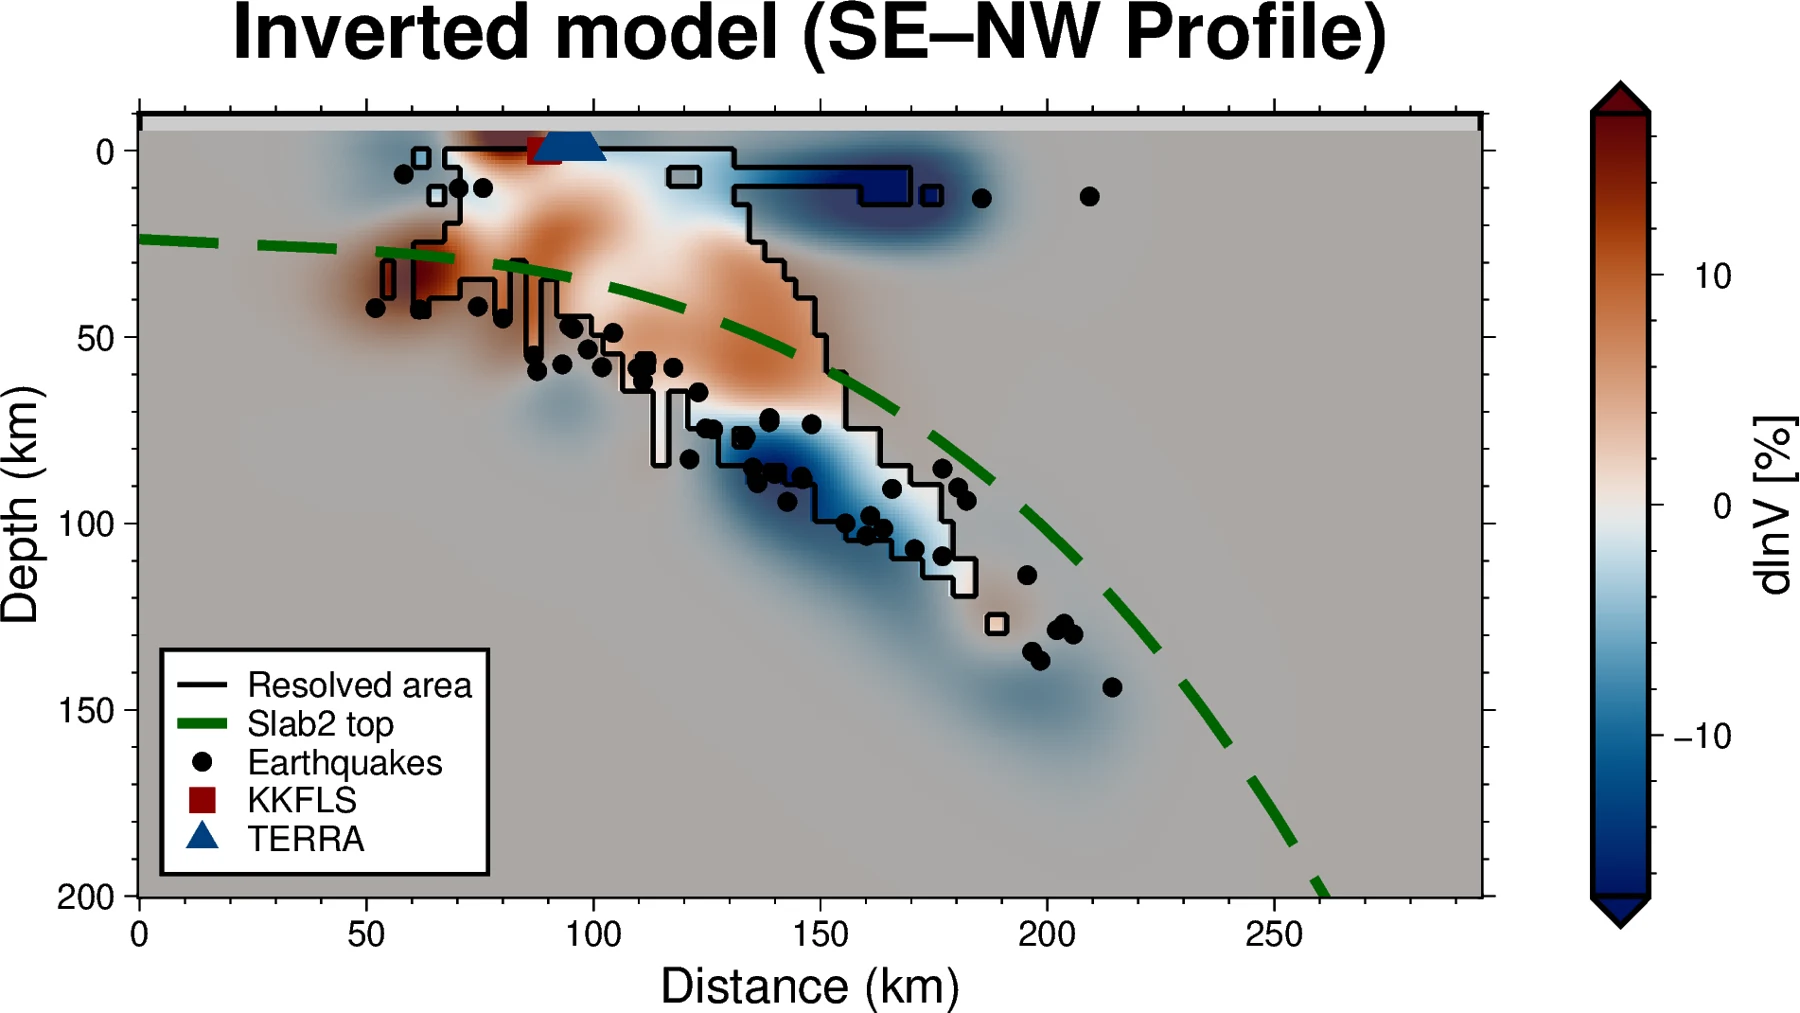 Inverted model (SE–NW Profile)
0
50
100
150
200
Depth (km)
Resolved area
Slab2 top
Earthquakes
KKFLS
TERRA
0
50
100
150
200
250
Distance (km)
10
0
−10
dlnV [%]